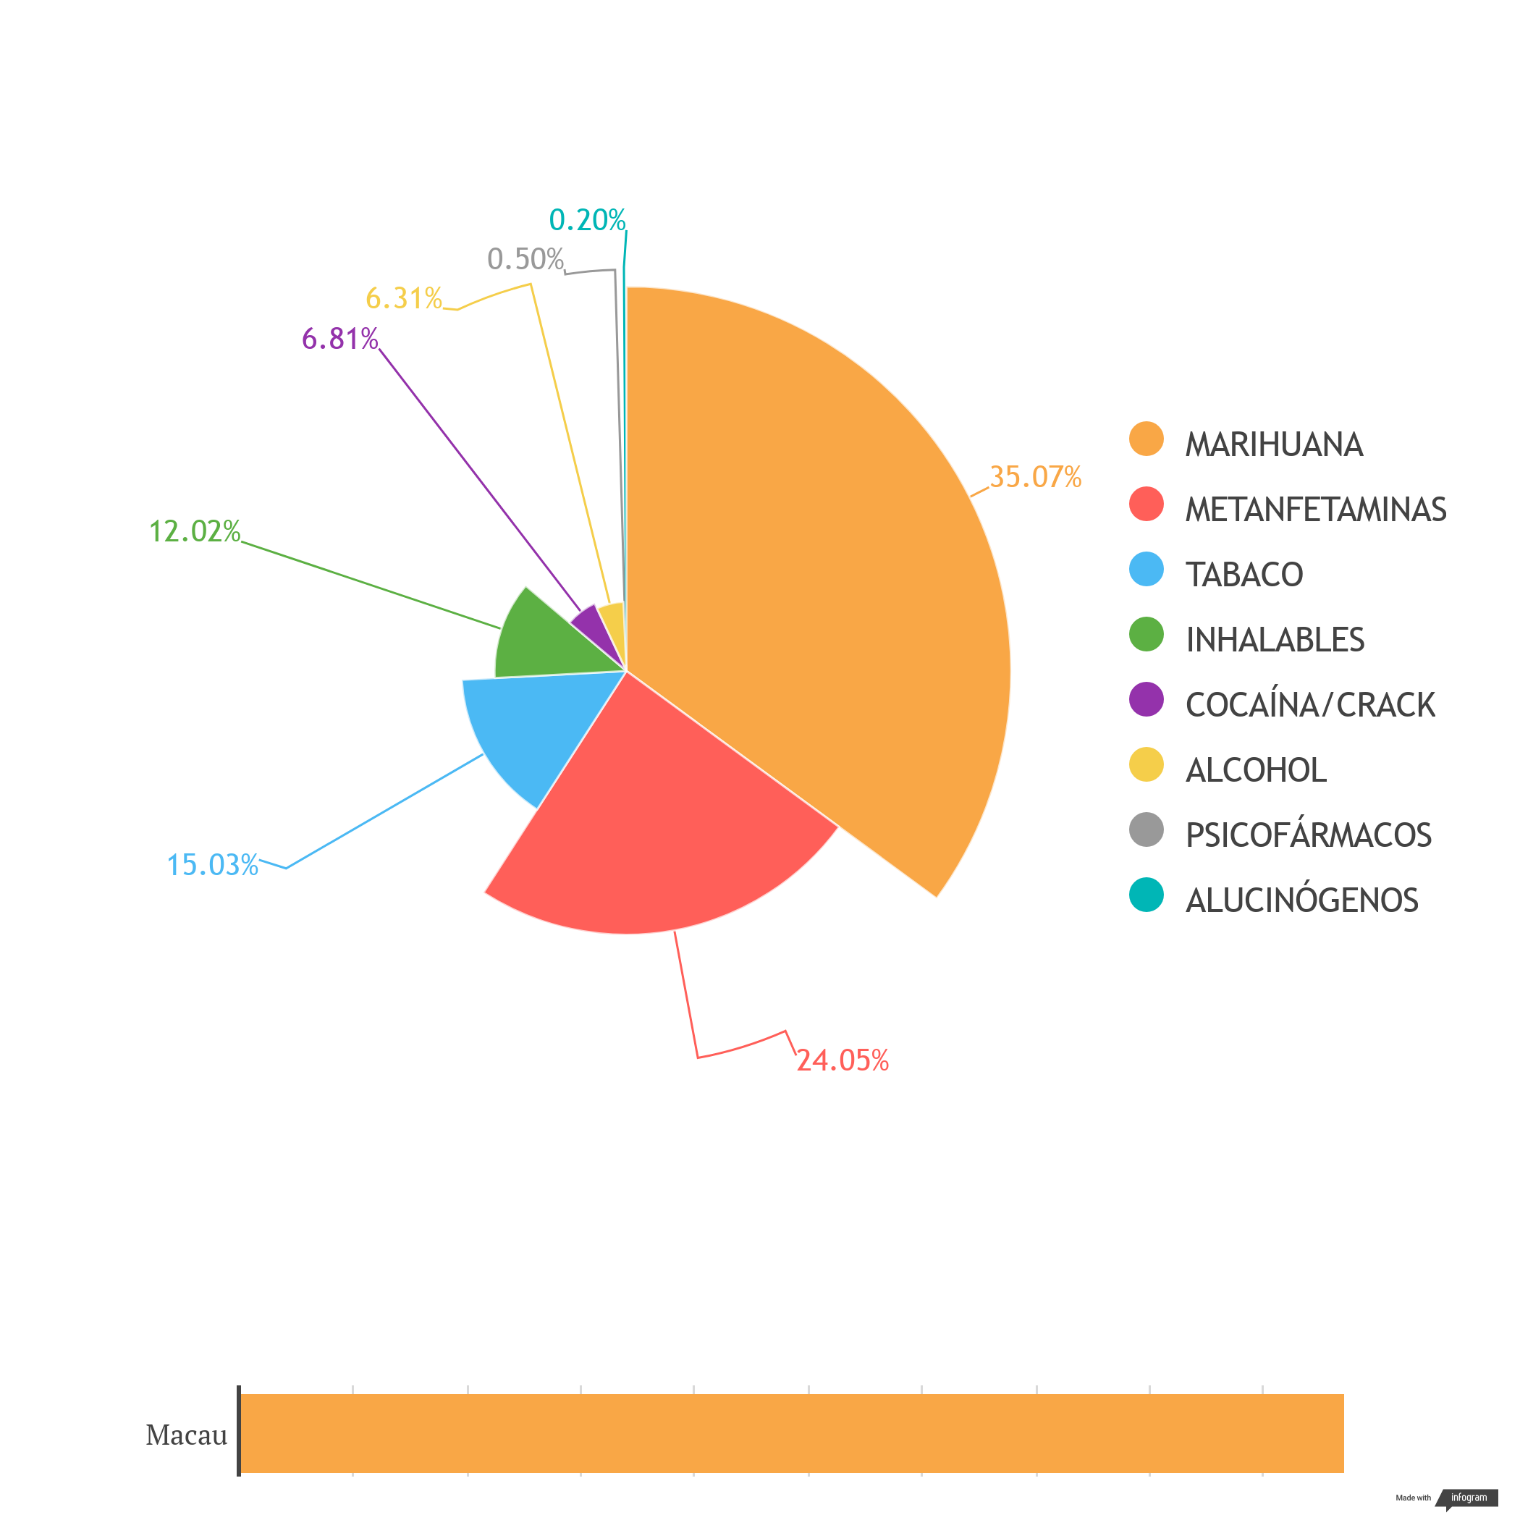 0.20%
0.50%
6.31%
6.81%
35.07%
12.02%
15.03%
24.05%
MARIHUANA
METANFETAMINAS
TABACO
INHALABLES
COCAÍNA/CRACK
ALCOHOL
PSICOFÁRMACOS
ALUCINÓGENOS
Macau
Made with infogram